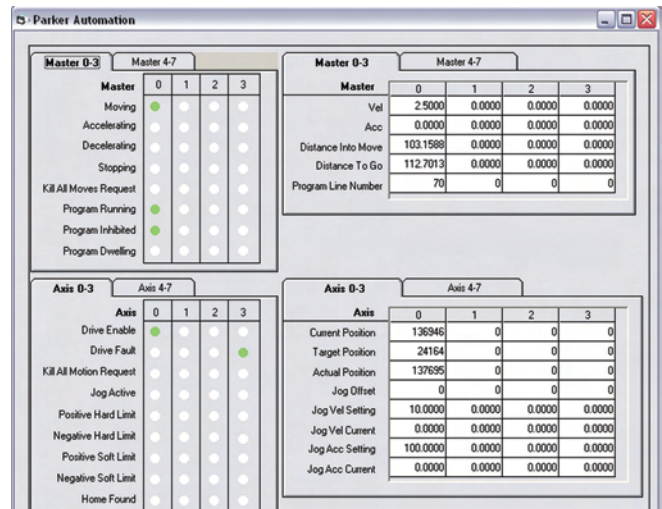 Parker Automation
Master 0-3 Master 4-7
Master 0 1 2 3
Moving
Accelerating
Decelerating
Stopping
Kill All Moves Request
Program Running
Program Inhibited
Program Dwelling
Master 0-3 Master 4-7
Master 0 1 2 3
Vel 2.5000 0.0000 0.0000 0.0000
Acc 0.0000 0.0000 0.0000 0.0000
Distance Into Move 103.1588 0.0000 0.0000 0.0000
Distance To Go 112.7013 0.0000 0.0000 0.0000
Program Line Number 70 0 0 0
Axis 0-3 Axis 4-7
Axis 0 1 2 3
Drive Enable
Drive Fault
Kill All Motion Request
Jog Active
Positive Hard Limit
Negative Hard Limit
Positive Soft Limit
Negative Soft Limit
Home Found
Axis 0-3 Axis 4-7
Axis 0 1 2 3
Current Position 136946 0 0 0
Target Position 24164 0 0 0
Actual Position 137695 0 0 0
Jog Offset 0 0 0 0
Jog Vel Setting 10.0000 0.0000 0.0000 0.0000
Jog Vel Current 0.0000 0.0000 0.0000 0.0000
Jog Acc Setting 100.0000 0.0000 0.0000 0.0000
Jog Acc Current 0.0000 0.0000 0.0000 0.0000